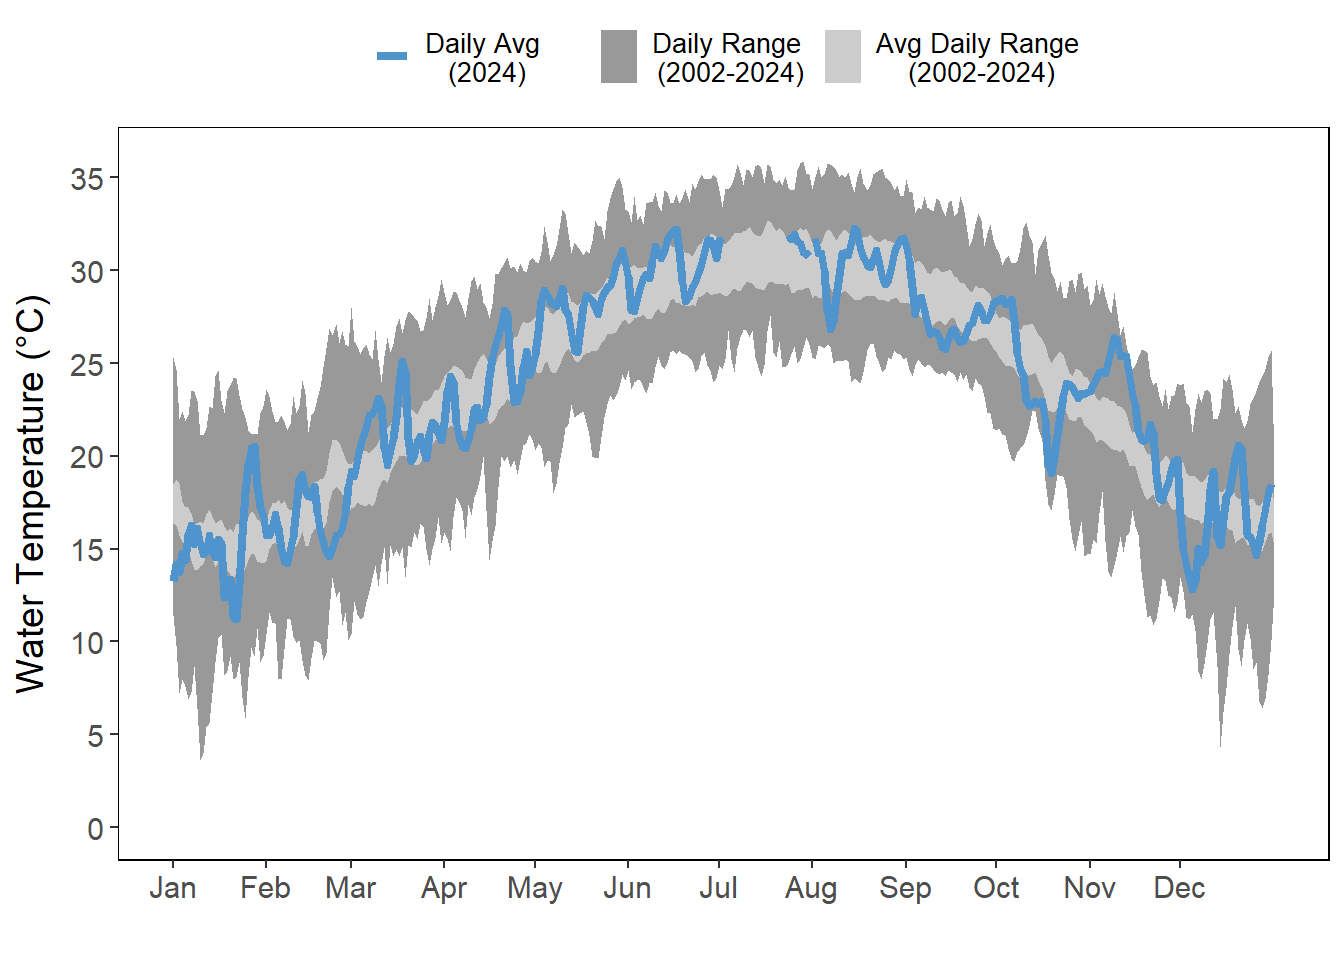 Daily Avg
(2024)
Daily Range
(2002-2024)
Avg Daily Range
(2002-2024)
Water Temperature (°C)
35
30
25
20
15
10
5
0
Jan Feb Mar Apr May Jun Jul Aug Sep Oct Nov Dec